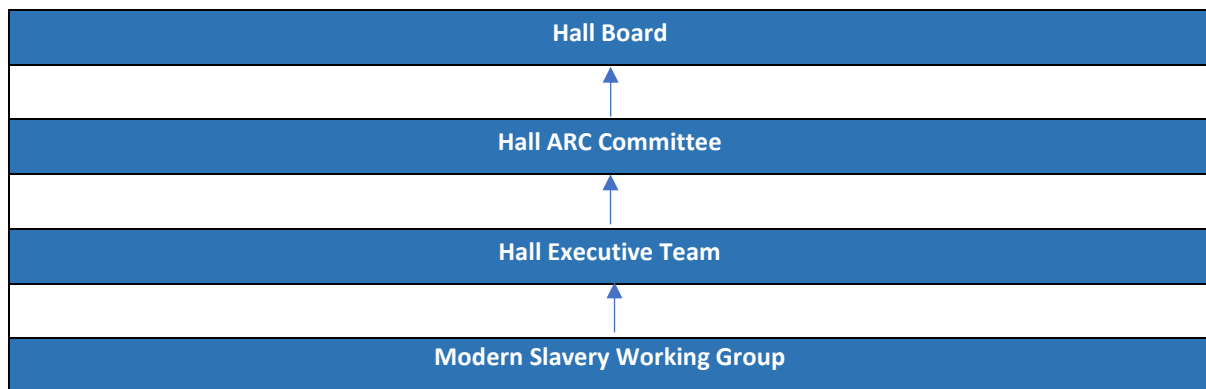 Hall Board
Hall ARC Committee
Hall Executive Team
Modern Slavery Working Group